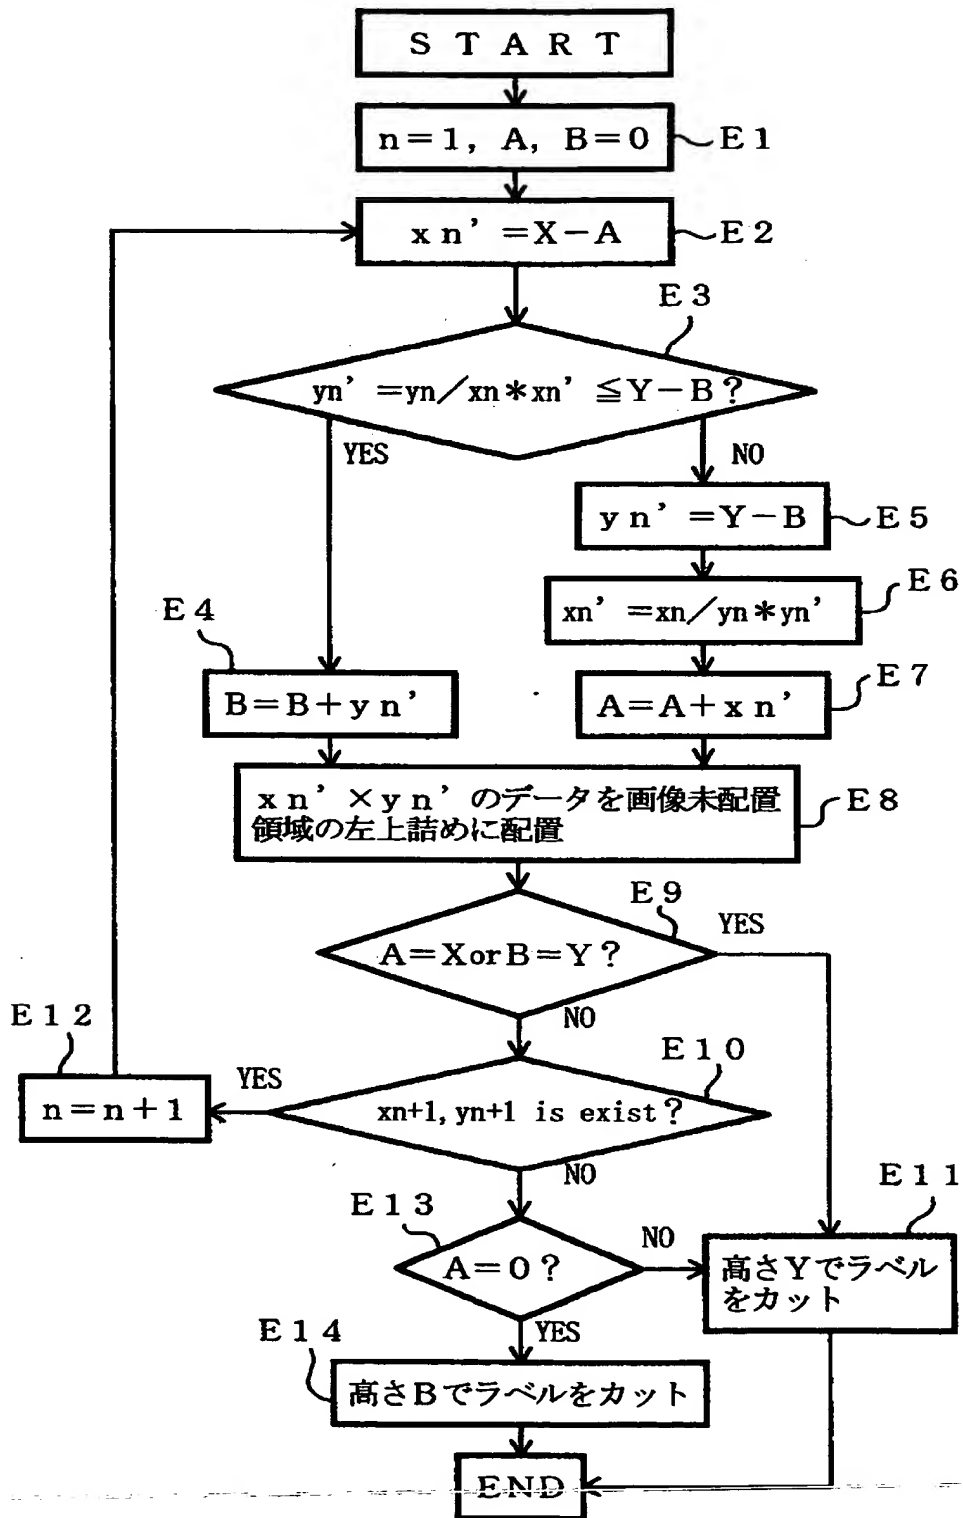 ＳＴＡＲＴ
ｎ＝１，Ａ，Ｂ＝０
Ｅ１
ｘｎ’＝Ｘ－Ａ
Ｅ２
Ｅ３
yn’＝yn／xn＊xn’≦Ｙ－Ｂ？
YES
NO
ｙｎ’＝Ｙ－Ｂ
Ｅ５
Ｅ６
xn’＝xn／yn＊yn’
Ｅ４
Ｂ＝Ｂ＋ｙｎ’
Ｅ７
Ａ＝Ａ＋ｘｎ’
ｘｎ’×ｙｎ’のデータを画像未配置
領域の左上詰めに配置
Ｅ８
Ｅ９
Ａ＝ＸorＢ＝Ｙ？
YES
NO
Ｅ１２
ｎ＝ｎ＋１
Ｅ１０
YES
xn+1,yn+1 is exist？
NO
Ｅ１３
Ａ＝０？
NO
Ｅ１１
高さＹでラベル
をカット
YES
Ｅ１４
高さＢでラベルをカット
END